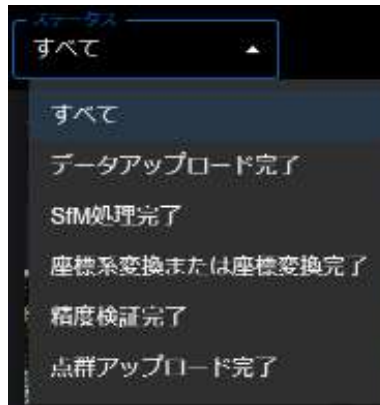 ステータス
すべて
すべて
データアップロード完了
SfM処理完了
座標系変換または座標変換完了
精度検証完了
点群アップロード完了